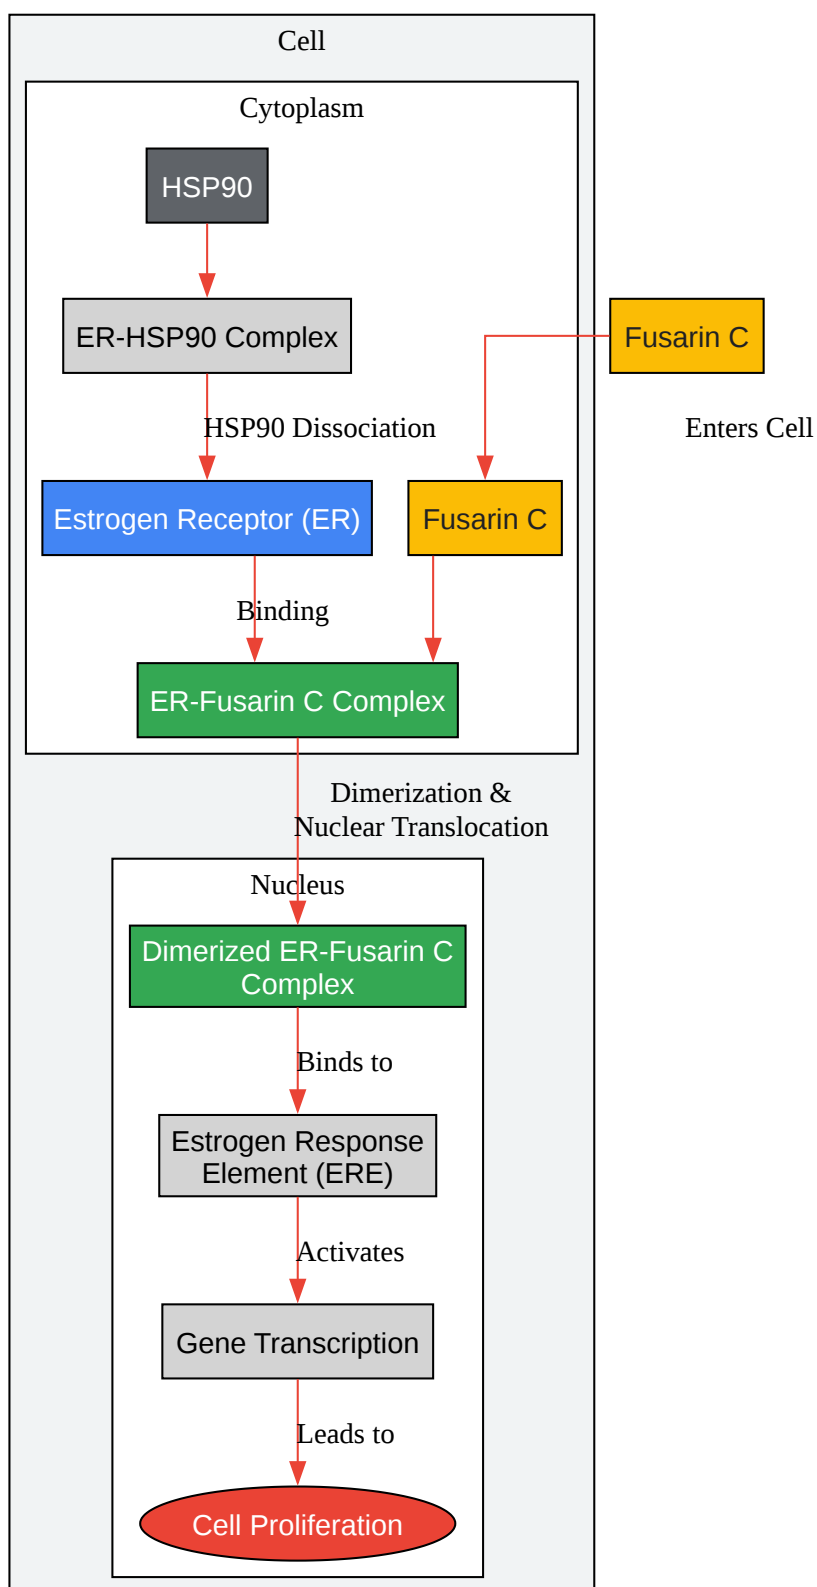 Cell
Cytoplasm
HSP90
ER-HSP90 Complex
Fusarin C
HSP90 Dissociation
Enters Cell
Estrogen Receptor (ER)
Fusarin C
Binding
ER-Fusarin C Complex
Dimerization &
Nuclear Translocation
Nucleus
Dimerized ER-Fusarin C
Complex
Binds to
Estrogen Response
Element (ERE)
Activates
Gene Transcription
Leads to
Cell Proliferation